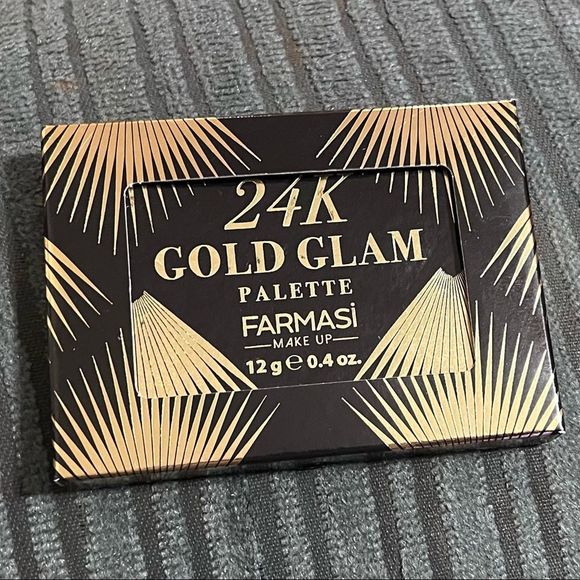 24K
GOLD GLAM
PALETTE
FARMASİ
MAKE UP
12 g ℮ 0.4 oz.